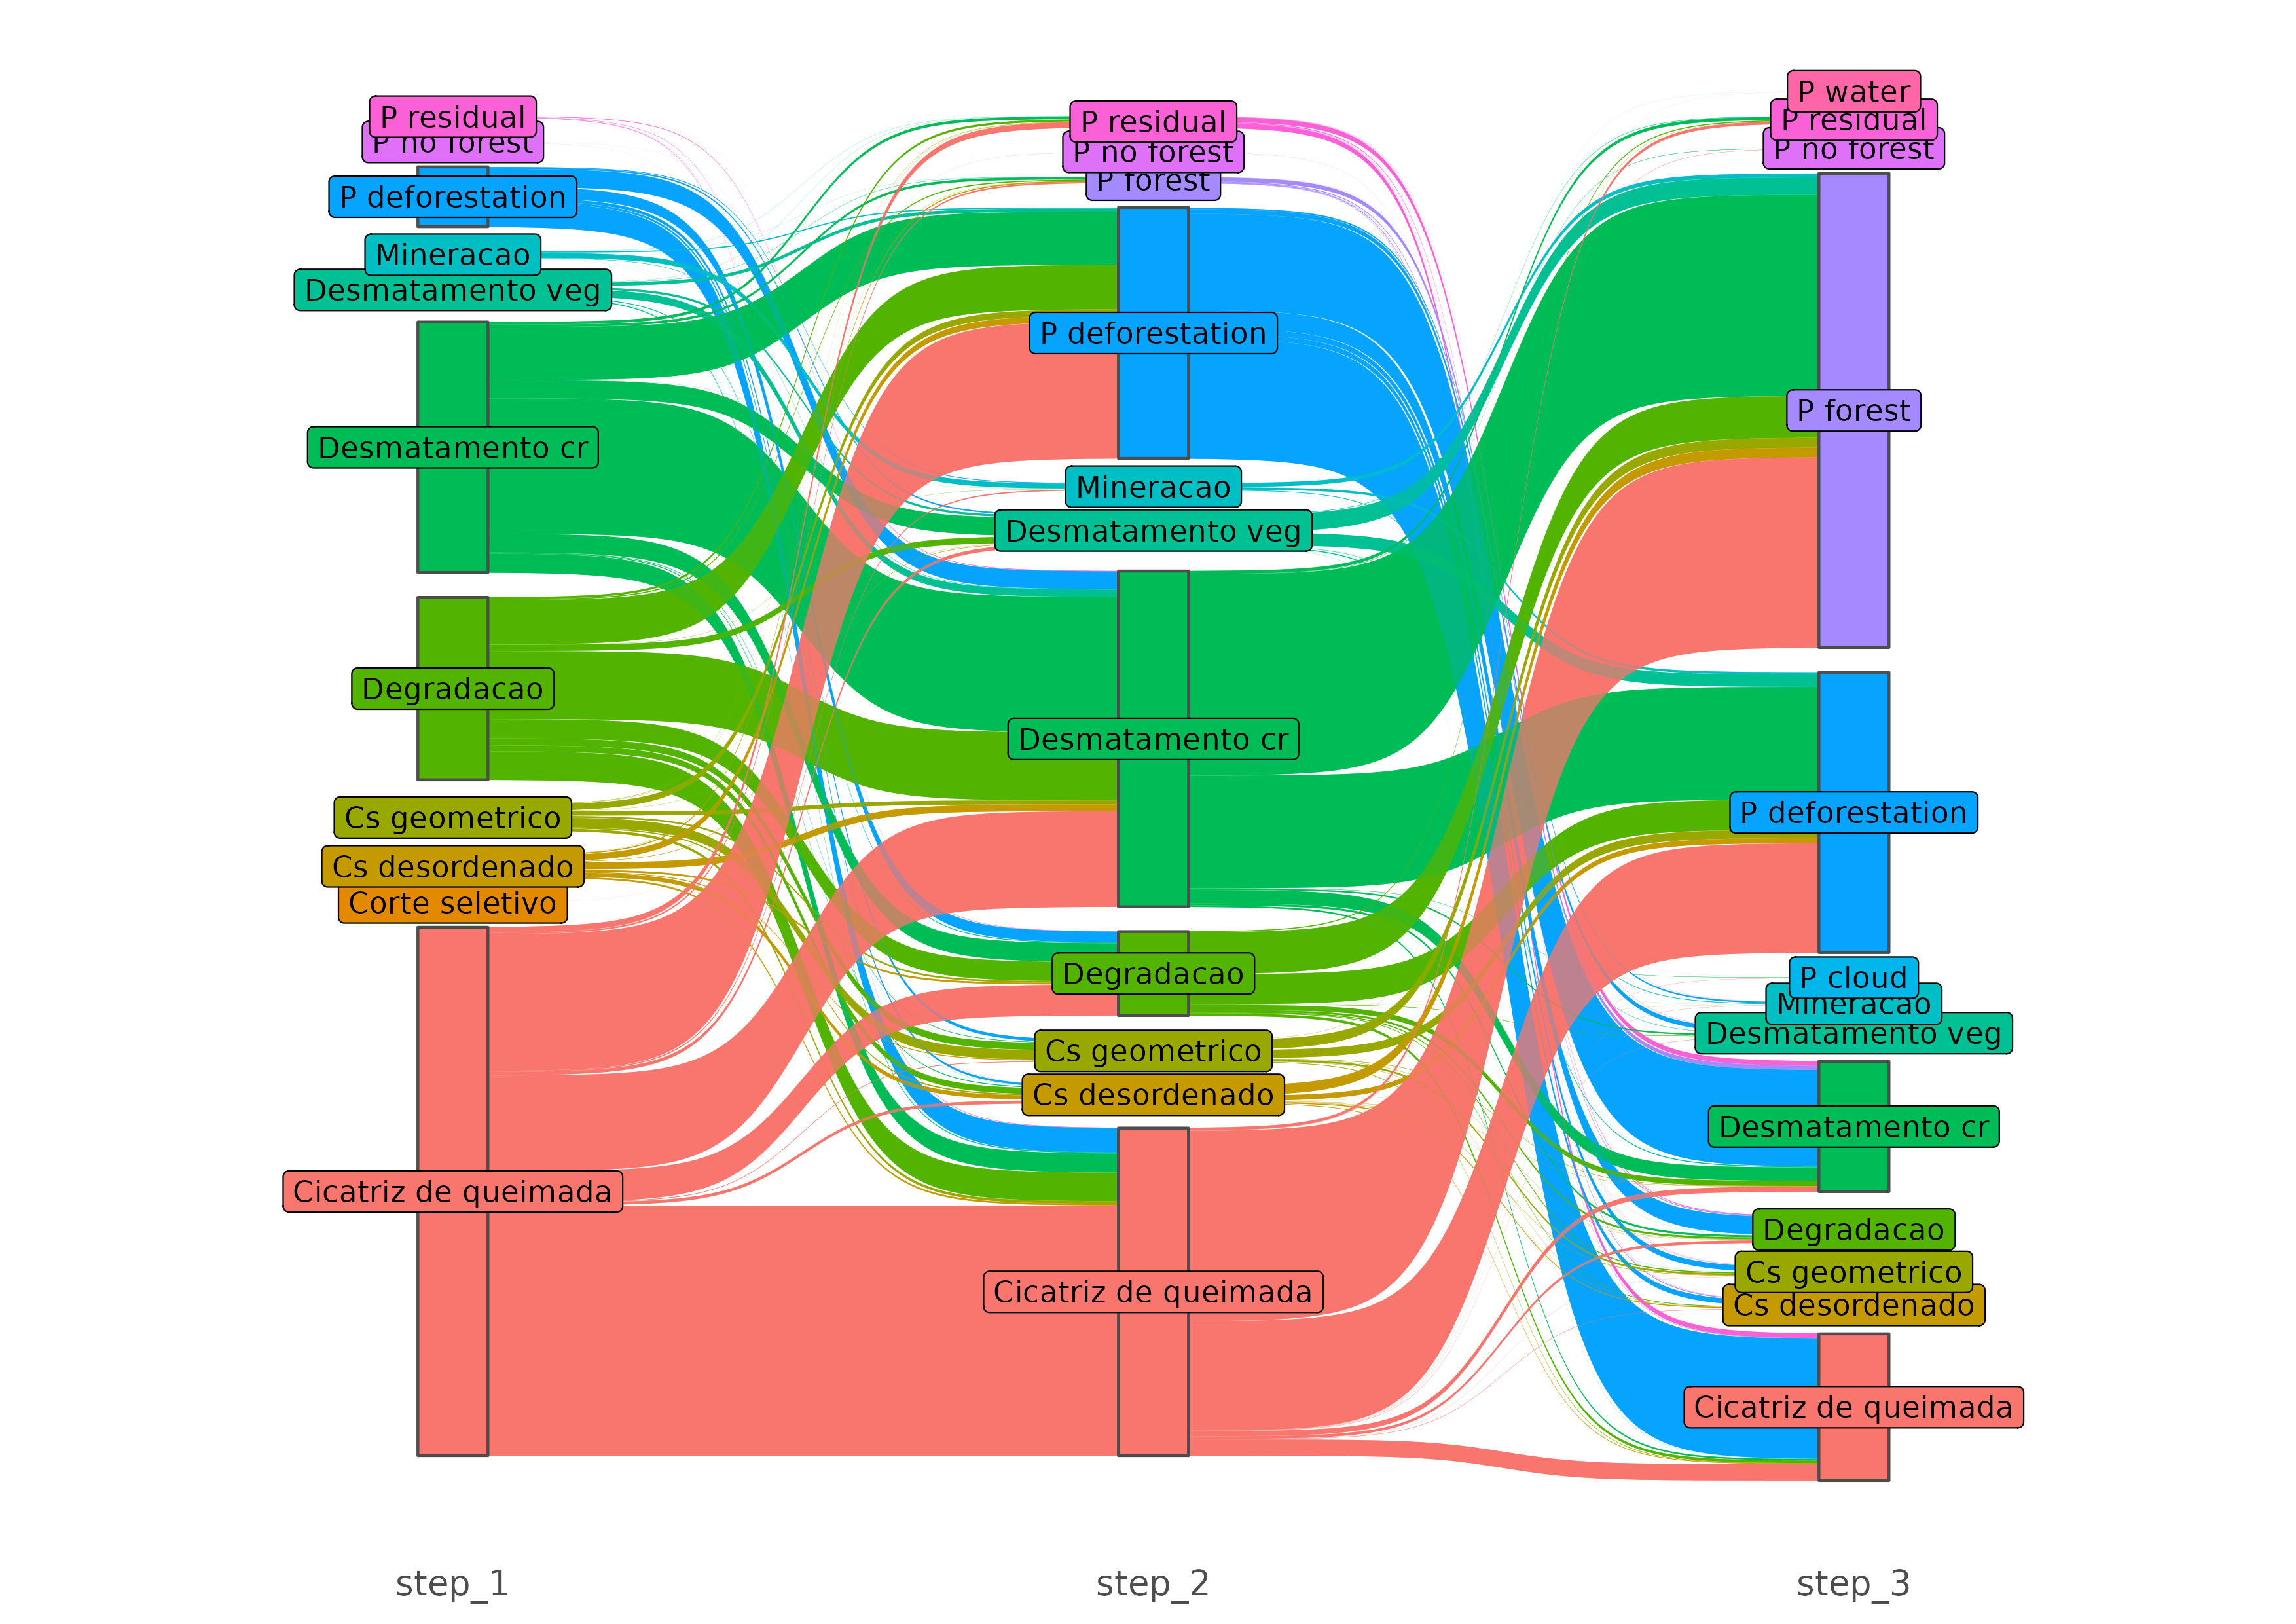 P residual
P no forest
P deforestation
Mineracao
Desmatamento veg
Desmatamento cr
Degradacao
Cs geometrico
Cs desordenado
Corte seletivo
Cicatriz de queimada
P residual
P no forest
P forest
P deforestation
Mineracao
Desmatamento veg
Desmatamento cr
Degradacao
Cs geometrico
Cs desordenado
Cicatriz de queimada
P water
P residual
P no forest
P forest
P deforestation
P cloud
Mineracao
Desmatamento veg
Desmatamento cr
Degradacao
Cs geometrico
Cs desordenado
Cicatriz de queimada
step_1
step_2
step_3